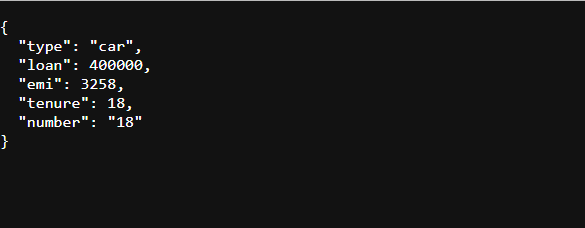 {
  "type": "car",
  "loan": 400000,
  "emi": 3258,
  "tenure": 18,
  "number": "18"
}